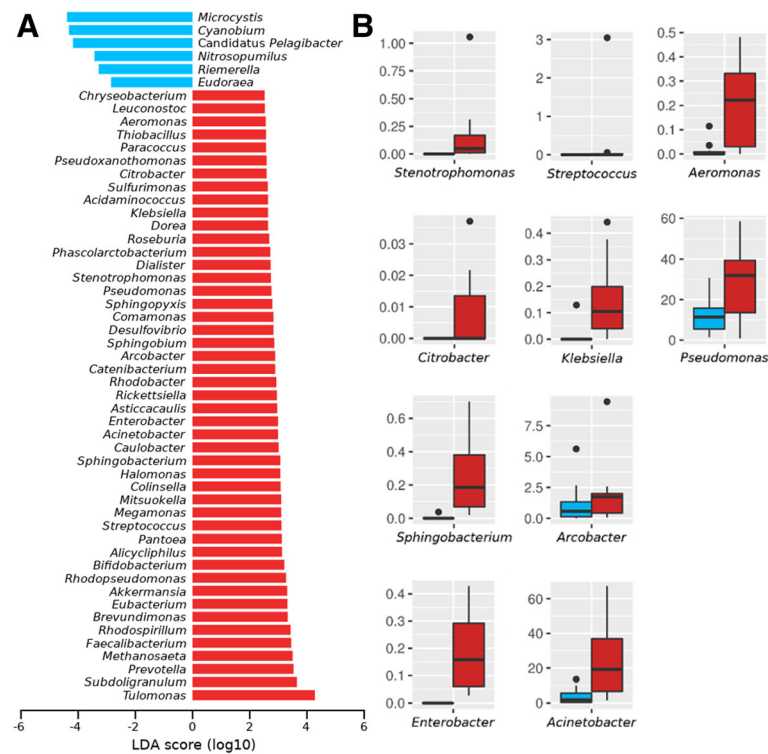 A
Microcystis
Cyanobium
Candidatus Pelagibacter
Nitrosopumilus
Riemerella
Eudoraea
Chryseobacterium
Leuconostoc
Aeromonas
Thiobacillus
Paracoccus
Pseudoxanothomonas
Citrobacter
Sulfurimonas
Acidaminococcus
Klebsiella
Dorea
Roseburia
Phascolarctobacterium
Dialister
Stenotrophomonas
Pseudomonas
Sphingopyxis
Comamonas
Desulfovibrio
Sphingobium
Arcobacter
Catenibacterium
Rhodobacter
Rickettsiella
Asticcacaulis
Enterobacter
Acinetobacter
Caulobacter
Sphingobacterium
Halomonas
Colinsella
Mitsuokella
Megamonas
Streptococcus
Pantoea
Alicycliphilus
Bifidobacterium
Rhodopseudomonas
Akkermansia
Eubacterium
Brevundimonas
Rhodospirillum
Faecalibacterium
Methanosaeta
Prevotella
Subdoligranulum
Tulomonas
-6 -4 -2 0 2 4 6
LDA score (log10)
B
1.00
0.75
0.50
0.25
0.00
Stenotrophomonas
3
2
1
0
Streptococcus
0.5
0.4
0.3
0.2
0.1
0.0
Aeromonas
0.03
0.02
0.01
0.00
Citrobacter
0.4
0.3
0.2
0.1
0.0
Klebsiella
60
40
20
0
Pseudomonas
0.6
0.4
0.2
0.0
Sphingobacterium
7.5
5.0
2.5
0.0
Arcobacter
0.4
0.3
0.2
0.1
0.0
Enterobacter
60
40
20
0
Acinetobacter